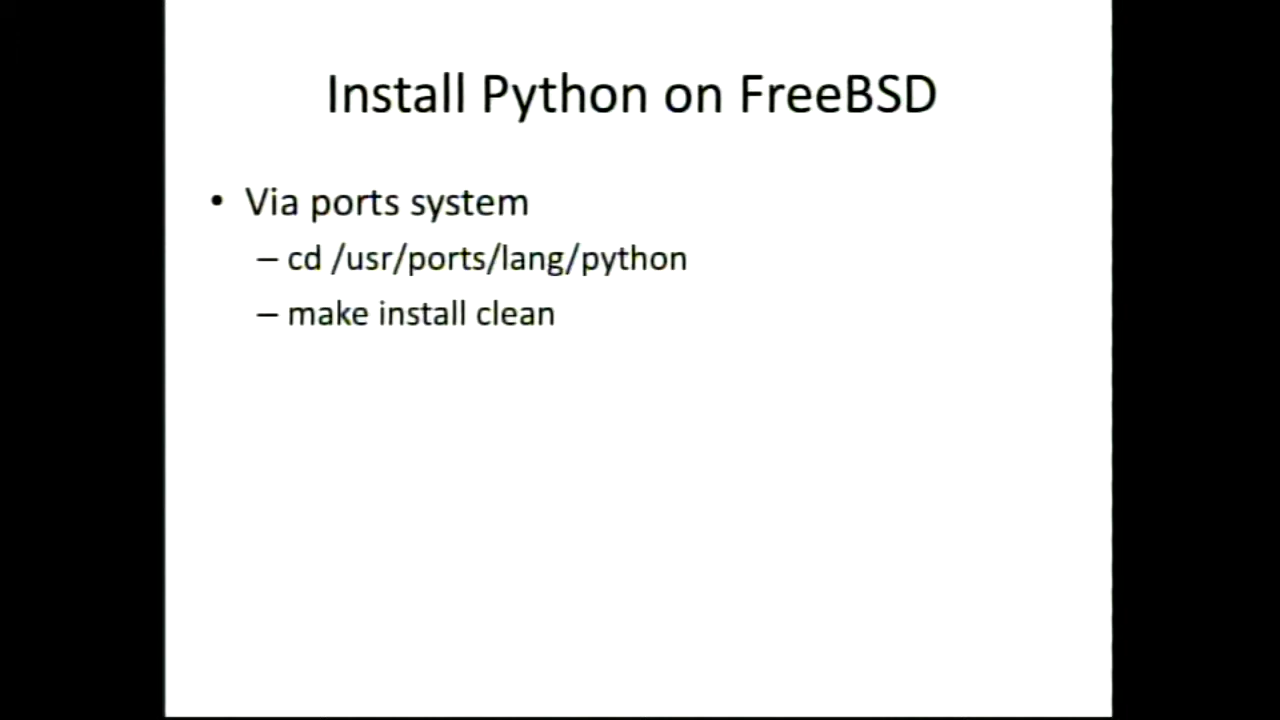 Install Python on FreeBSD
• Via ports system
– cd /usr/ports/lang/python
– make install clean